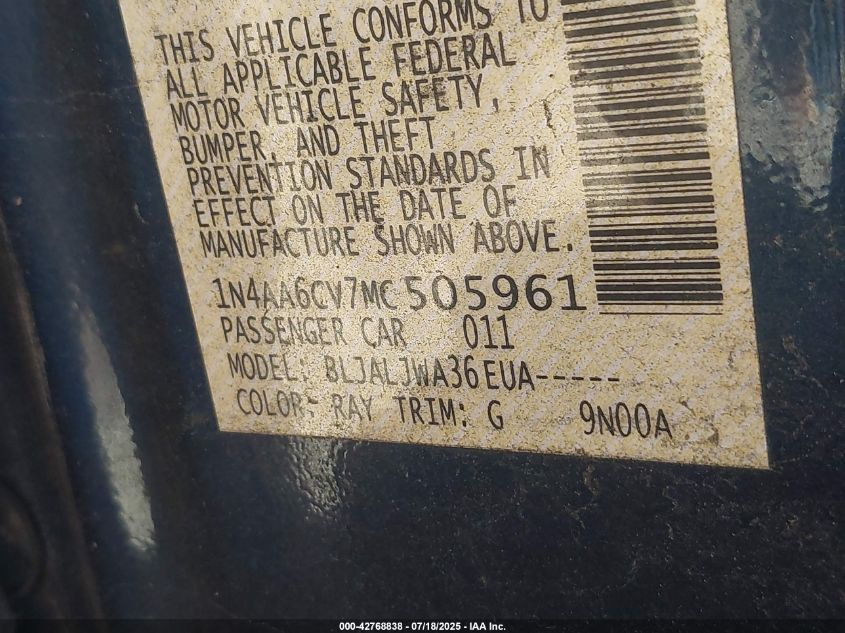 THIS VEHICLE CONFORMS TO
ALL APPLICABLE FEDERAL
MOTOR VEHICLE SAFETY,
BUMPER, AND THEFT
PREVENTION STANDARDS IN
EFFECT ON THE DATE OF
MANUFACTURE SHOWN ABOVE.
1N4AA6CV7MC505961
PASSENGER CAR 011
MODEL: BLJALJWA36EUA-----
COLOR: RAY TRIM: G 9N00A
000-42768838 - 07/18/2025 - IAA Inc.